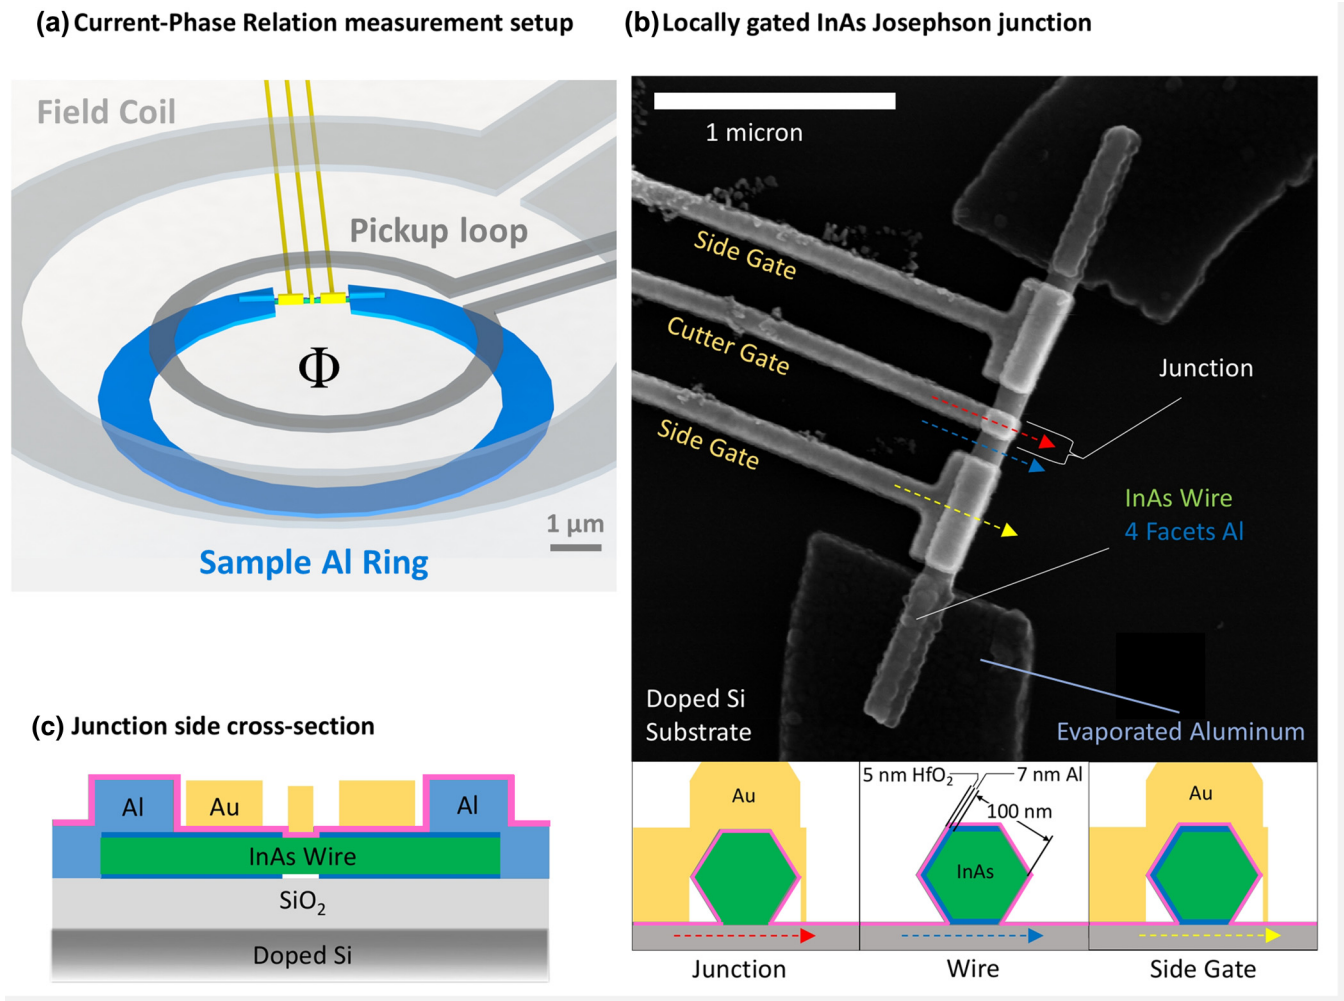 (a) Current-Phase Relation measurement setup
Field Coil
Pickup loop
Φ
1 μm
Sample Al Ring
(b) Locally gated InAs Josephson junction
1 micron
Side Gate
Cutter Gate
Side Gate
Junction
InAs Wire
4 Facets Al
Doped Si
Substrate
Evaporated Aluminum
Au
5 nm HfO₂
7 nm Al
100 nm
InAs
Au
Junction
Wire
Side Gate
(c) Junction side cross-section
Al
Au
Al
InAs Wire
SiO₂
Doped Si